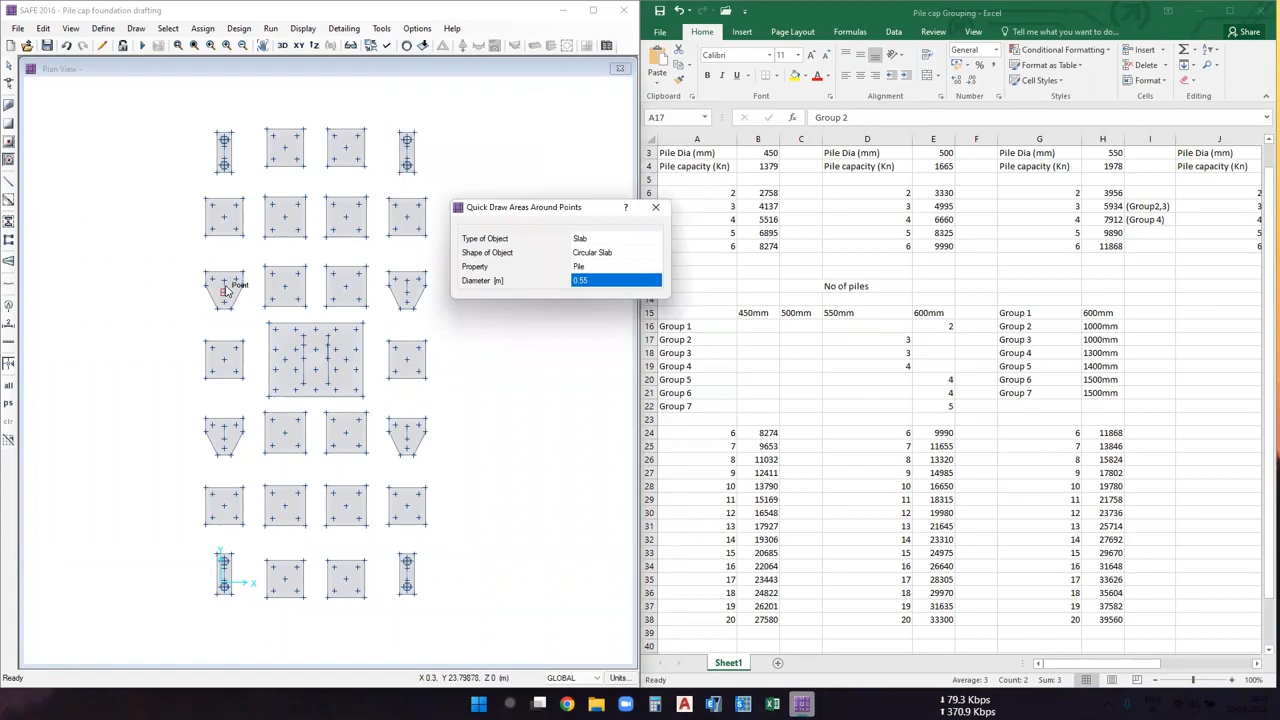 SAFE 2016 - Pile cap foundation drafting
File Edit View Define Draw Select Assign Design Run Display Detailing Tools Options Help
3D XY 1Z
Plan View -
all
ps
clr
Point
Y
X
Ready
X 0.3, Y 23.79878, Z 0 (m)
GLOBAL
Units...
Quick Draw Areas Around Points
?
Type of Object Slab
Shape of Object Circular Slab
Property Pile
Diameter [m] 0.55
Pile cap Grouping - Excel
File Home Insert Page Layout Formulas Data Review View Tell me what you want to do... Share
Paste
Calibri 11
B I U
General
Conditional Formatting
Format as Table
Cell Styles
Insert
Delete
Format
Clipboard Font Alignment Number Styles Cells Editing
A17 fx Group 2
A B C D E F G H I J
3 Pile Dia (mm) 450 Pile Dia (mm) 500 Pile Dia (mm) 550 Pile Dia (mm)
4 Pile capacity (Kn) 1379 Pile capacity (Kn) 1665 Pile capacity (Kn) 1978 Pile capacity (Kn)
5
6 2 2758 3 3330 3 3956 2
3 4137 3 4995 3 5934 (Group2,3) 3
4 5516 4 6660 4 7912 (Group 4)
5 6895 5 8325 5 9890
6 8274 6 9990 6 11868
No of piles
15 450mm 500mm 550mm 600mm Group 1 600mm
16 Group 1 2 Group 2 1000mm
17 Group 2 3 Group 3 1000mm
18 Group 3 3 Group 4 1300mm
19 Group 4 4 Group 5 1400mm
20 Group 5 4 Group 6 1500mm
21 Group 6 4 Group 7 1500mm
22 Group 7 5
23
24 6 8274 6 9990 6 11868
25 7 9653 7 11655 7 13846
26 8 11032 8 13320 8 15824
27 9 12411 9 14985 9 17802
28 10 13790 10 16650 10 19780
29 11 15169 11 18315 11 21758
30 12 16548 12 19980 12 23736
31 13 17927 13 21645 13 25714
32 14 19306 14 23310 14 27692
33 15 20685 15 24975 15 29670
34 16 22064 16 26640 16 31648
35 17 23443 17 28305 17 33626
36 18 24822 18 29970 18 35604
37 19 26201 19 31635 19 37582
38 20 27580 20 33300 20 39560
39
40
Sheet1
Ready
Average: 3 Count: 2 Sum: 3
100%
79.3 Kbps
370.9 Kbps